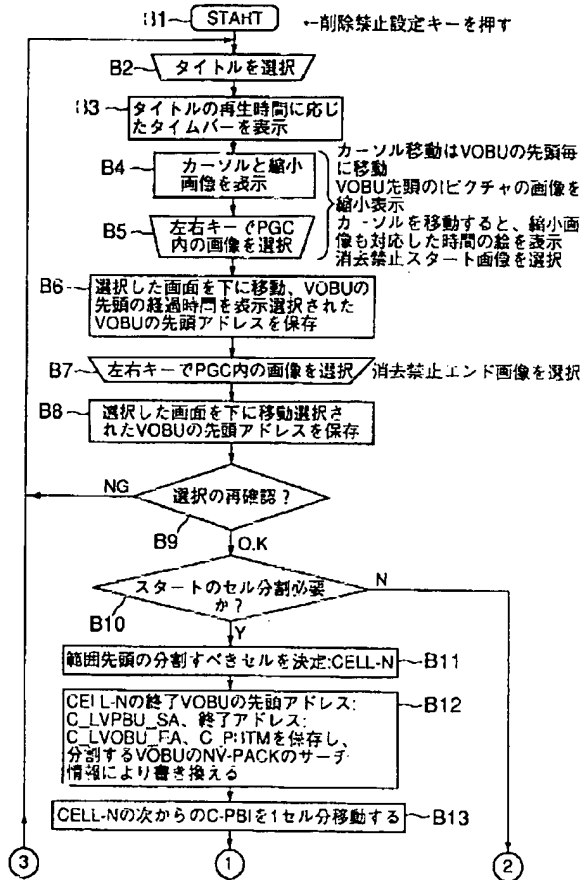 B1 START ←削除禁止設定キーを押す
B2 タイトルを選択
B3 タイトルの再生時間に応じ
たタイムバーを表示
B4 カーソルと縮小
画像を表示
B5 左右キーでPGC
内の画像を選択
カーソル移動はVOBUの先頭毎
に移動
VOBU先頭のIピクチャの画像を
縮小表示
カーソルを移動すると、縮小画
像も対応した時間の絵を表示
消去禁止スタート画像を選択
B6 選択した画面を下に移動、VOBUの
先頭の経過時間を表示選択された
VOBUの先頭アドレスを保存
B7 左右キーでPGC内の画像を選択 消去禁止エンド画像を選択
B8 選択した画面を下に移動選択さ
れたVOBUの先頭アドレスを保存
NG 選択の再確認?
B9 O.K
スタートのセル分割必要 N
か?
B10 Y
範囲先頭の分割すべきセルを決定:CELL-N B11
CELL-Nの終了VOBUの先頭アドレス: B12
C_LVPBU_SA、終了アドレス:
C_LVOBU_EA、C_PBTMを保存し、
分割するVOBUのNV-PACKのサーチ
情報により書き換える
CELL-Nの次からのC-PBIを1セル分移動する B13
3 1 2